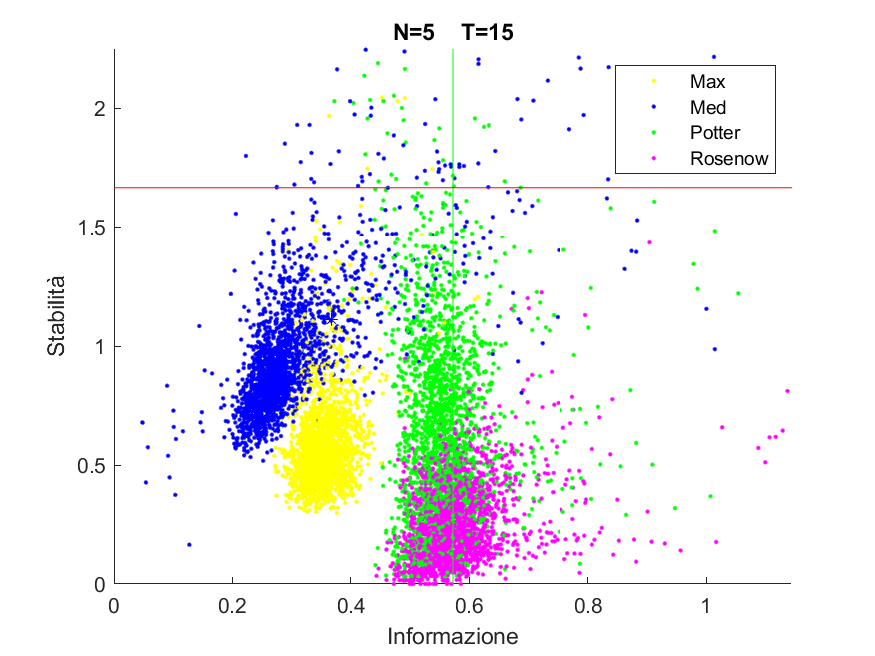 N=5 T=15
Max
Med
Potter
Rosenow
Stabilità
2
1.5
1
0.5
0
0 0.2 0.4 0.6 0.8 1
Informazione